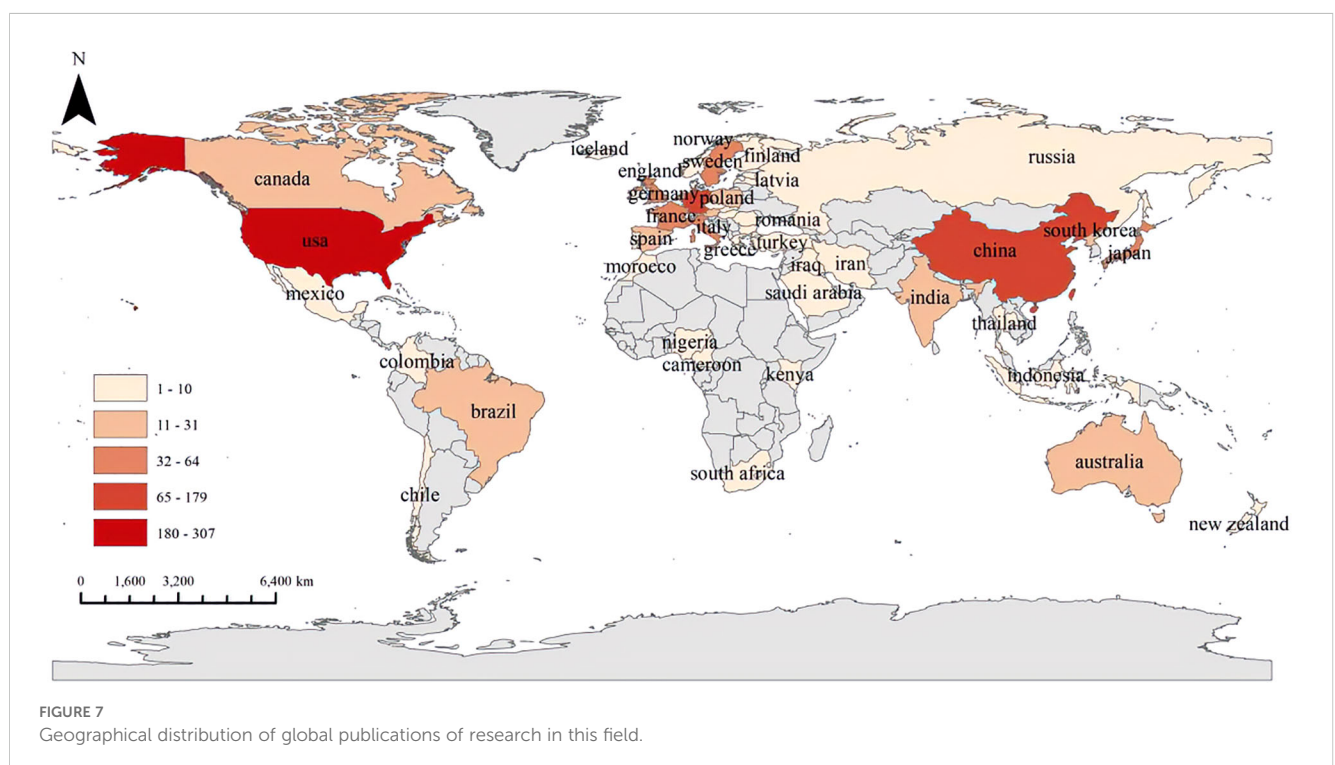 N
iceland
norway
sweden
finland
england
latvia
germany
poland
canada
russia
france
italy
romania
usa
spain
greece
turkey
south korea
japan
china
morocco
iraq
iran
mexico
saudi arabia
india
thailand
nigeria
colombia
cameroon
kenya
indonesia
brazil
australia
south africa
chile
new zealand
1 - 10
11 - 31
32 - 64
65 - 179
180 - 307
0 1,600 3,200 6,400 km
FIGURE 7
Geographical distribution of global publications of research in this field.